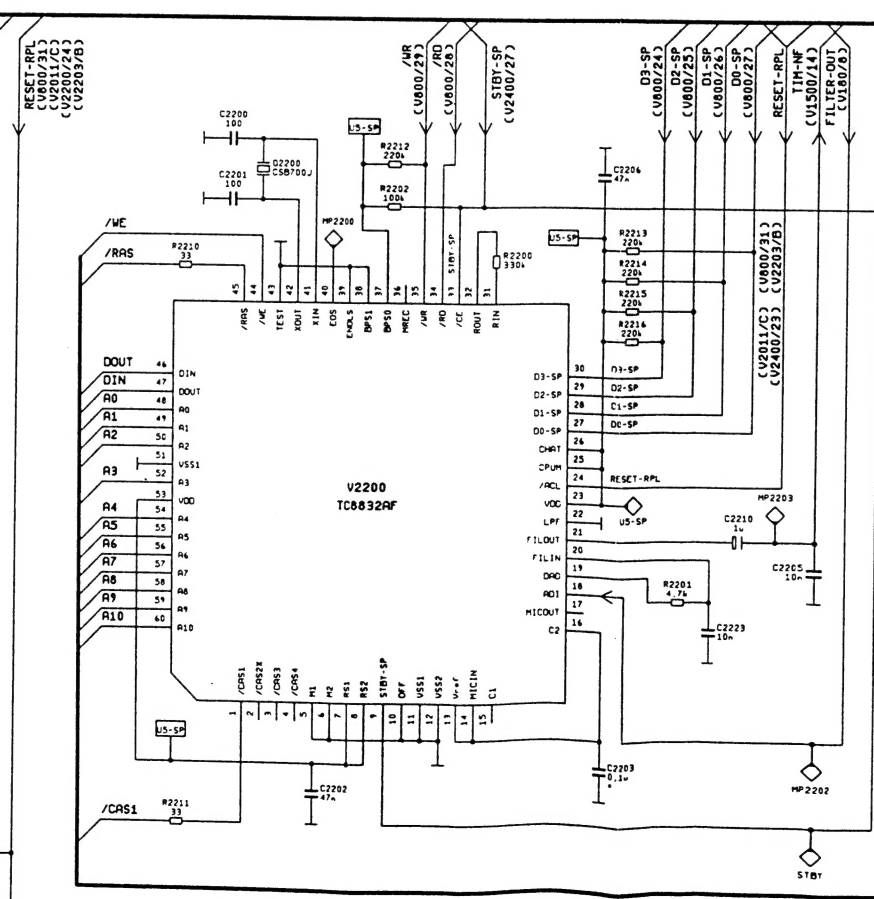 RESET-RPL
(V800/31)
(V2011/C)
(V2200/24)
(V2203/B)
/WR
(V800/29)
/RD
(V800/28)
STBY-SP
(V2400/27)
D3-SP
(V800/24)
D2-SP
(V800/25)
D1-SP
(V800/26)
D0-SP
(V800/27)
RESET-RPL
TIM-NF
(V1500/14)
FILTER-OUT
(V180/8)
(V2011/C) (V800/31)
(V2400/23) (V2203/B)
C2200
100
C2201
100
Q2200
CSB700J
U5-SP
R2212
220k
R2202
100k
MP2200
C2206
47n
U5-SP
R2213
220k
R2214
220k
R2215
220k
R2216
220k
R2200
330k
STBY-SP
/WE
/RAS
R2210
33
45 44 43 42 41 40 39 38 37 36 35 34 33 32 31
/RAS /WE TEST XOUT XIN EOS ENDLS BPS1 BPS0 MREC /WR /RD /CE ROUT RIN
DOUT 46 DIN
DIN 47 DOUT
A0 48 A0
A1 49 A1
A2 50 A2
51 VSS1
A3 52 A3
53 VDD
A4 54 A4
A5 55 A5
A6 56 A6
A7 57 A7
A8 58 A8
A9 59 A9
A10 60 A10
V2200
TC8832AF
D3-SP 30 D3-SP
D2-SP 29 D2-SP
D1-SP 28 D1-SP
D0-SP 27 D0-SP
CHAT 26
CPUM 25
/ACL 24 RESET-RPL
VDD 23
U5-SP
LPF 22
FILOUT 21
FILIN 20
DAO 19
ADI 18
MICOUT 17
C2 16
MP2203
C2210
1u
C2205
10n
R2201
4,7k
C2223
10n
/CAS1 /CAS2X /CAS3 /CAS4 M1 M2 RS1 RS2 STBY-SP OFF VSS1 VSS2 Vref MICIN C1
1 2 3 4 5 6 7 8 9 10 11 12 13 14 15
U5-SP
C2202
47n
C2203
0,1u
MP2202
/CAS1
R2211
33
STBY